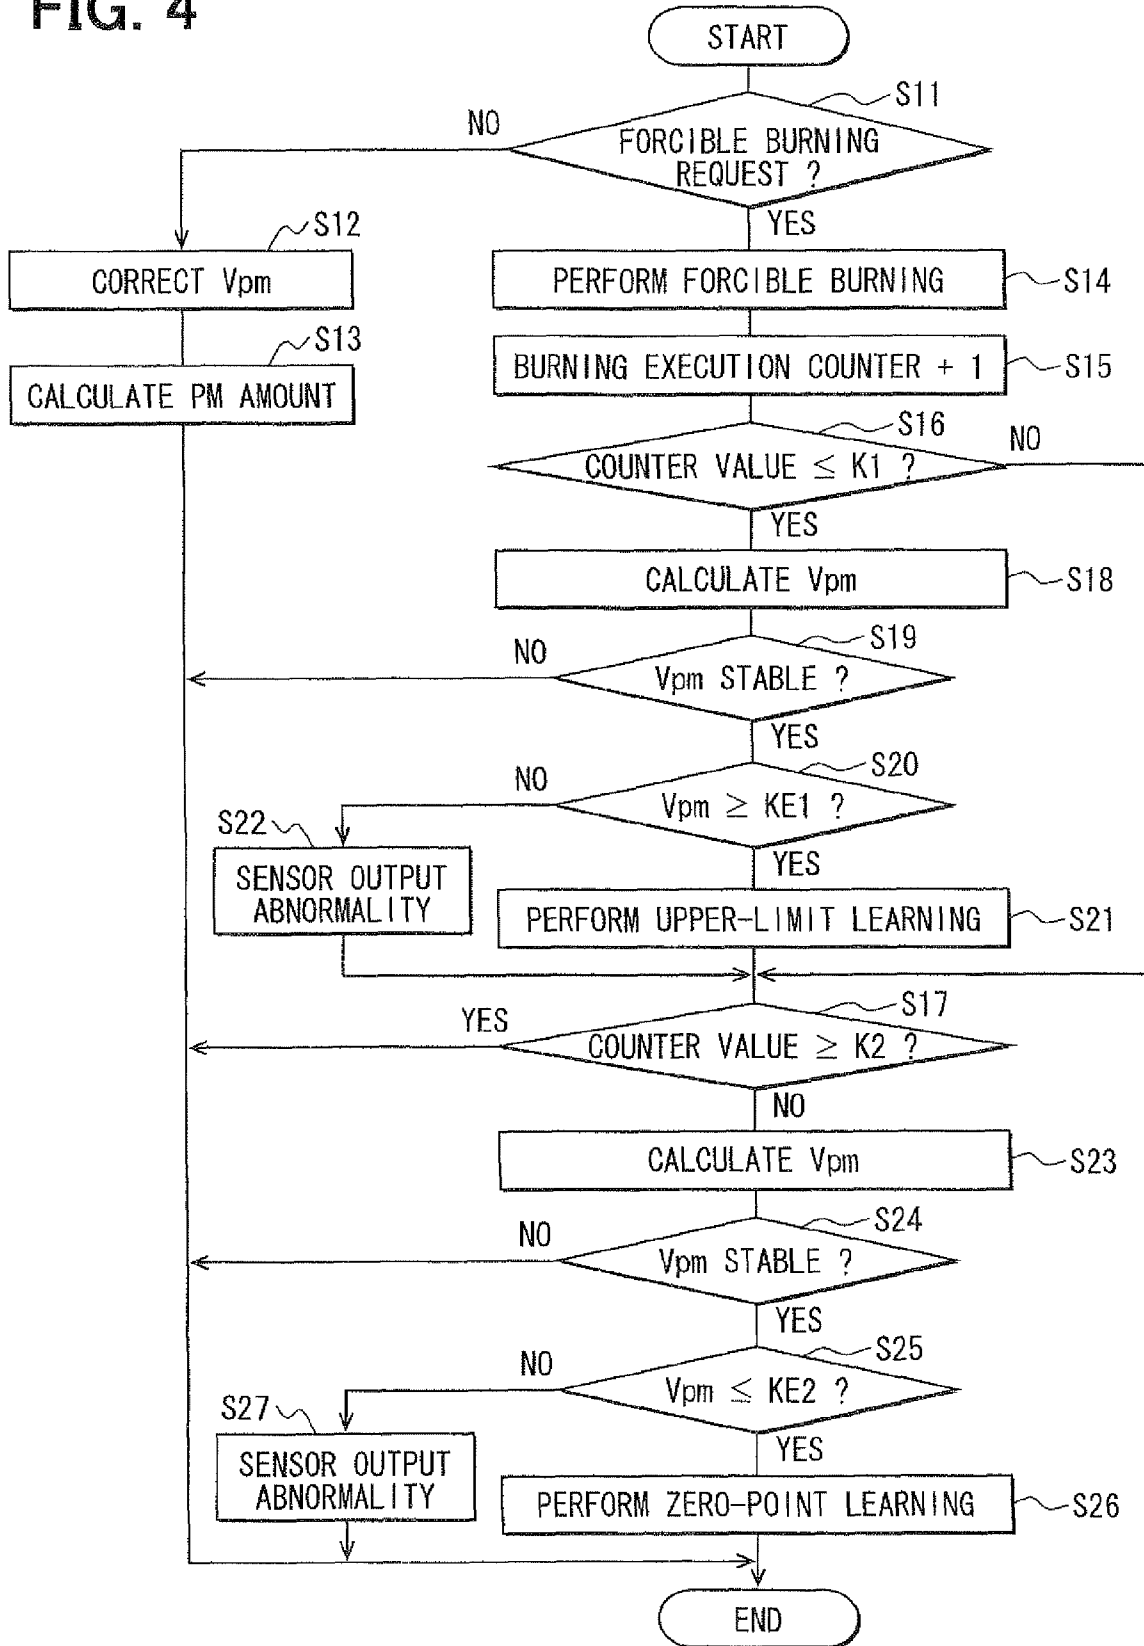 FIG. 4
START
S11
NO
FORCIBLE BURNING
REQUEST ?
YES
S12
CORRECT Vpm
PERFORM FORCIBLE BURNING
S14
S13
CALCULATE PM AMOUNT
BURNING EXECUTION COUNTER + 1
S15
S16
NO
COUNTER VALUE ≤ K1 ?
YES
CALCULATE Vpm
S18
S19
NO
Vpm STABLE ?
YES
S20
NO
Vpm ≥ KE1 ?
S22
YES
SENSOR OUTPUT
ABNORMALITY
PERFORM UPPER-LIMIT LEARNING
S21
S17
YES
COUNTER VALUE ≥ K2 ?
NO
CALCULATE Vpm
S23
S24
NO
Vpm STABLE ?
YES
S25
NO
Vpm ≤ KE2 ?
S27
YES
SENSOR OUTPUT
ABNORMALITY
PERFORM ZERO-POINT LEARNING
S26
END